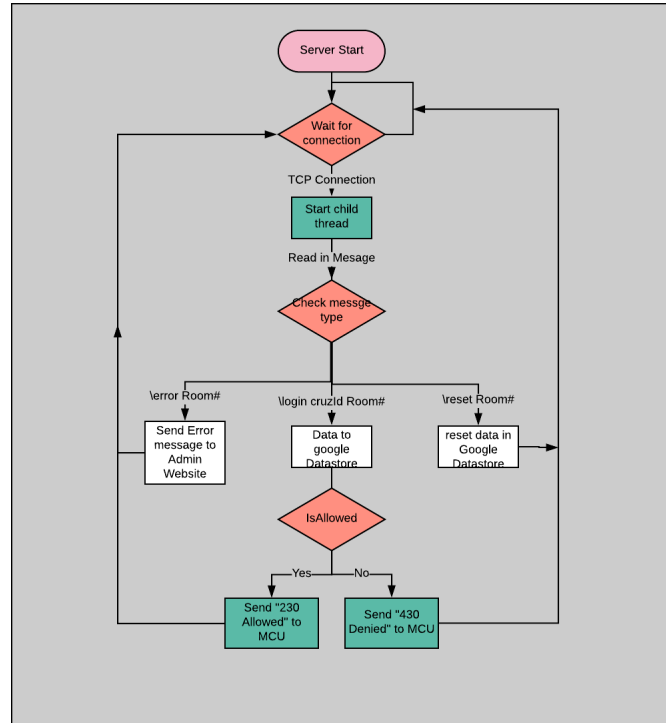 Server Start
Wait for
connection
TCP Connection
Start child
thread
Read in Mesage
Check messge
type
\error Room#
\login cruzId Room#
\reset Room#
Send Error
message to
Admin
Website
Data to
google
Datastore
reset data in
Google
Datastore
IsAllowed
Yes
No
Send "230
Allowed" to
MCU
Send "430
Denied" to MCU